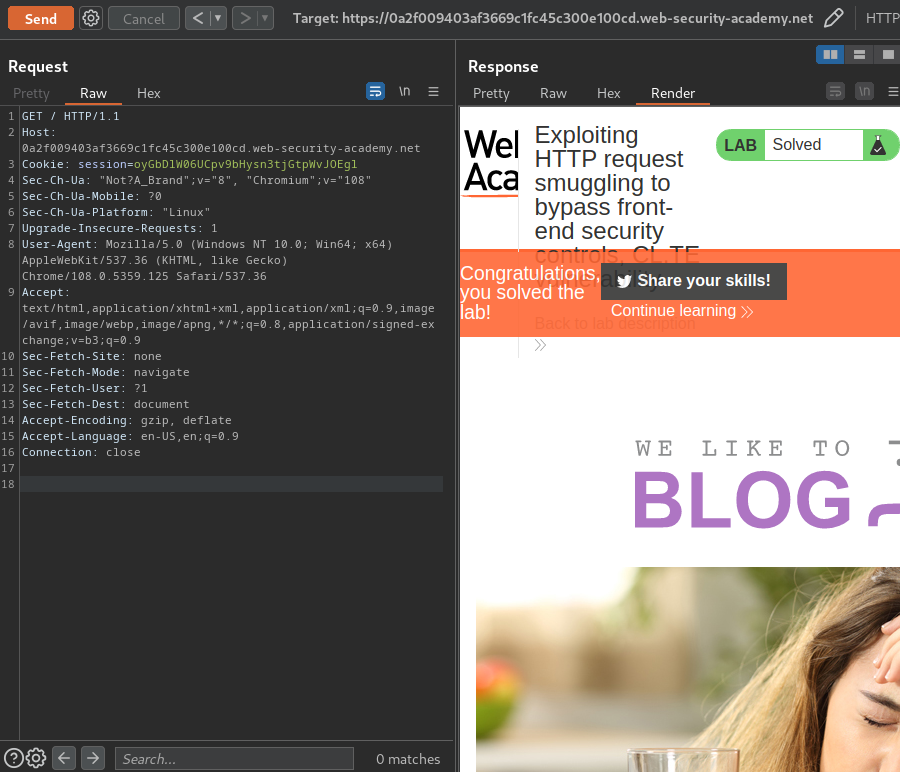 Send
Cancel
Target: https://0a2f009403af3669c1fc45c300e100cd.web-security-academy.net
HTTP
Request
Pretty
Raw
Hex
\n
1 GET / HTTP/1.1
2 Host:
0a2f009403af3669c1fc45c300e100cd.web-security-academy.net
3 Cookie: session=oyGbDlW06UCpv9bHysn3tjGtpWvJOEgl
4 Sec-Ch-Ua: "Not?A_Brand";v="8", "Chromium";v="108"
5 Sec-Ch-Ua-Mobile: ?0
6 Sec-Ch-Ua-Platform: "Linux"
7 Upgrade-Insecure-Requests: 1
8 User-Agent: Mozilla/5.0 (Windows NT 10.0; Win64; x64)
AppleWebKit/537.36 (KHTML, like Gecko)
Chrome/108.0.5359.125 Safari/537.36
9 Accept:
text/html,application/xhtml+xml,application/xml;q=0.9,image
/avif,image/webp,image/apng,*/*;q=0.8,application/signed-ex
change;v=b3;q=0.9
10 Sec-Fetch-Site: none
11 Sec-Fetch-Mode: navigate
12 Sec-Fetch-User: ?1
13 Sec-Fetch-Dest: document
14 Accept-Encoding: gzip, deflate
15 Accept-Language: en-US,en;q=0.9
16 Connection: close
17
18
Search...
0 matches
Response
Pretty
Raw
Hex
Render
\n
Wel
Aca
Exploiting
HTTP request
smuggling to
bypass front-
end security
controls, CL.TE
vulnerability
LAB Solved
Congratulations,
you solved the
lab!
Share your skills!
Continue learning
Back to lab description
WE LIKE TO
BLOG